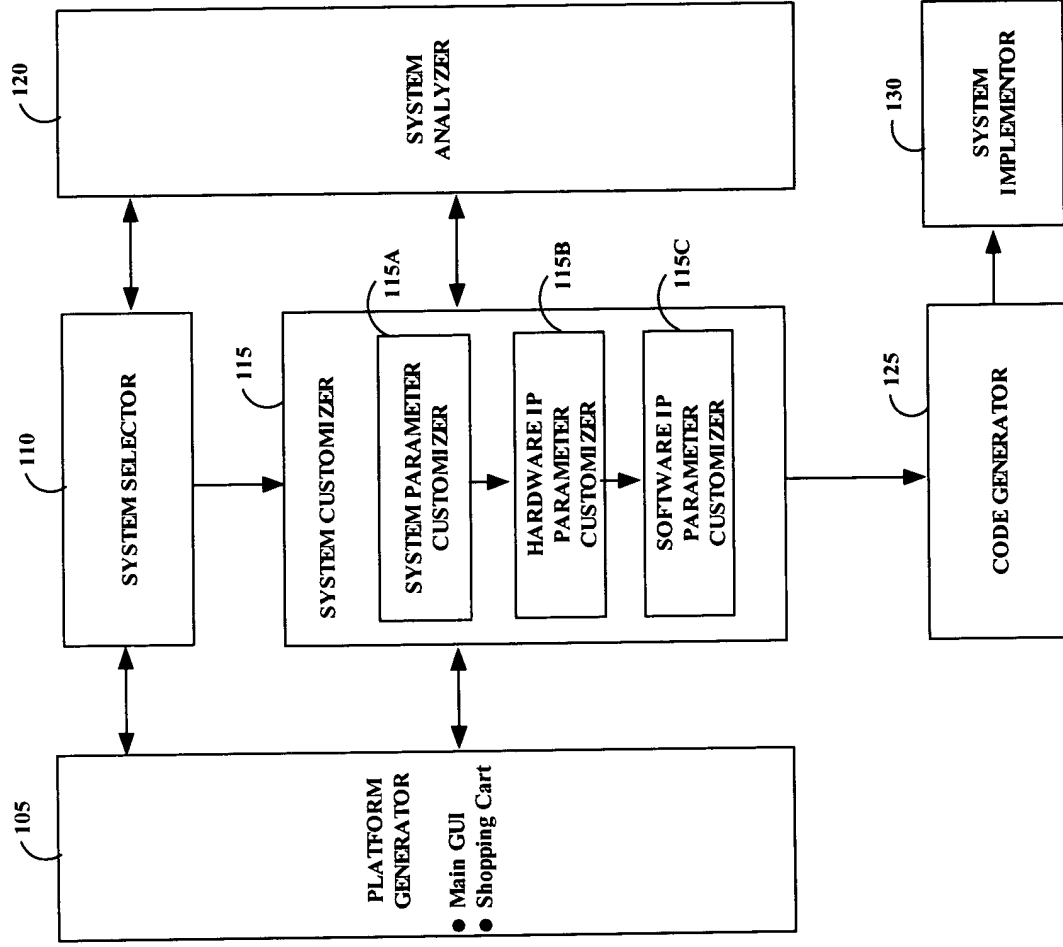 105
PLATFORM
GENERATOR
● Main GUI
● Shopping Cart
110
SYSTEM SELECTOR
115
SYSTEM CUSTOMIZER
115A
SYSTEM PARAMETER
CUSTOMIZER
115B
HARDWARE IP
PARAMETER
CUSTOMIZER
115C
SOFTWARE IP
PARAMETER
CUSTOMIZER
120
SYSTEM
ANALYZER
125
CODE GENERATOR
130
SYSTEM
IMPLEMENTOR